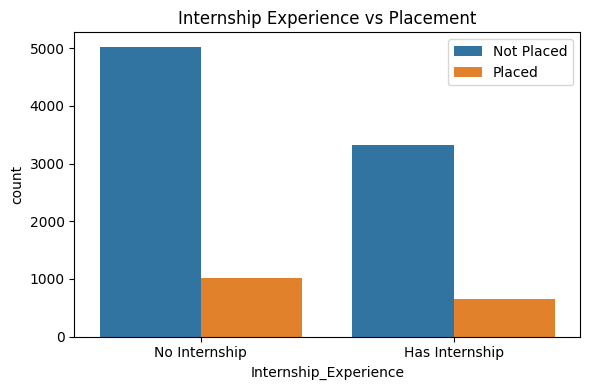 Internship Experience vs Placement
Not Placed
Placed
5000
4000
3000
2000
1000
0
count
No Internship
Has Internship
Internship_Experience